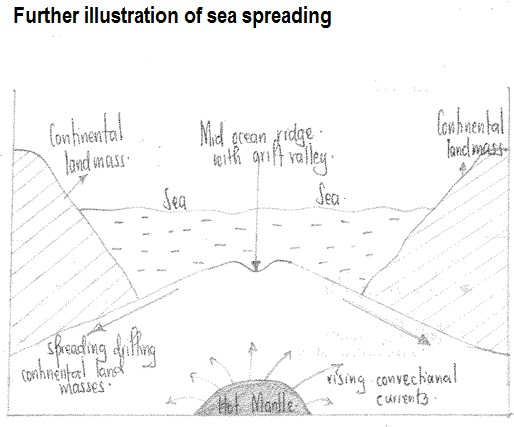 Further illustration of sea spreading
Continental
landmass.
Mid ocean ridge.
with grift valley.
Continental
landmass
Sea
Sea.
spreading drifting
continental land
masses.
Hot Mantle
rising convectional
currents.